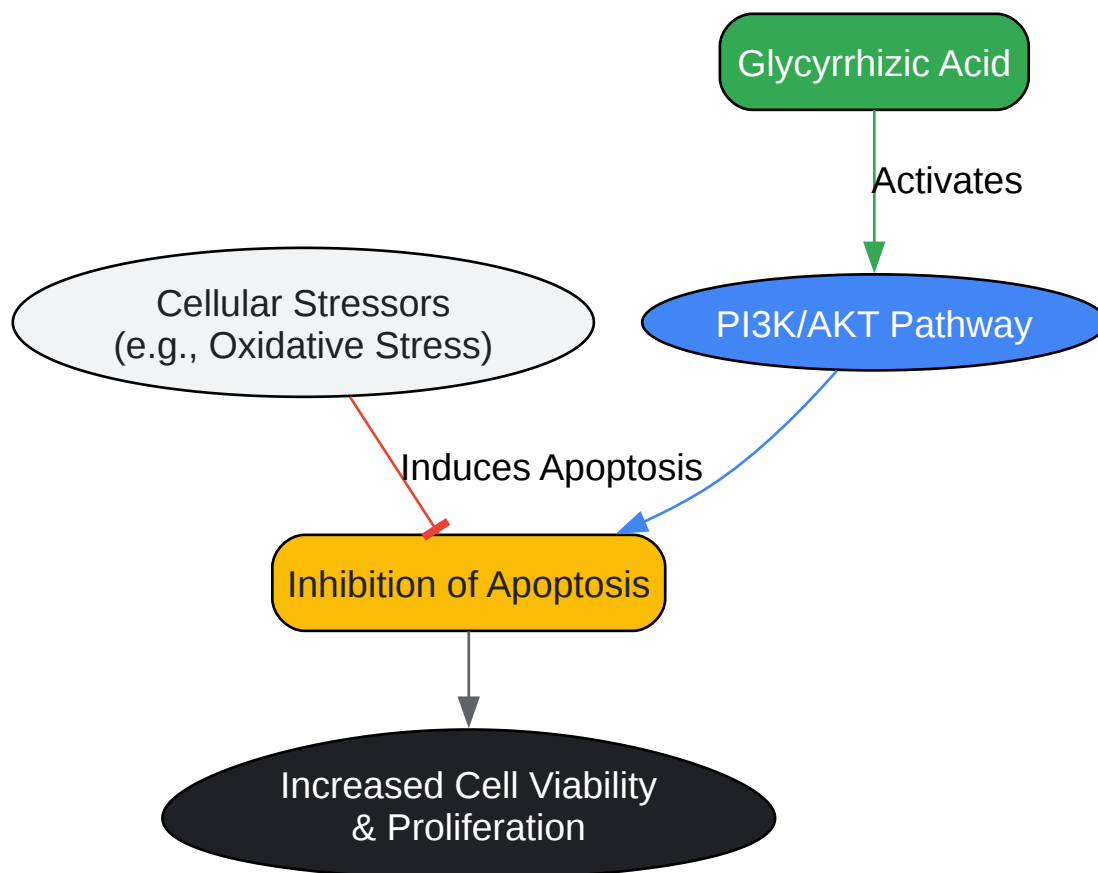 Glycyrrhizic Acid
Activates
Cellular Stressors
(e.g., Oxidative Stress)
PI3K/AKT Pathway
Induces Apoptosis
Inhibition of Apoptosis
Increased Cell Viability
& Proliferation